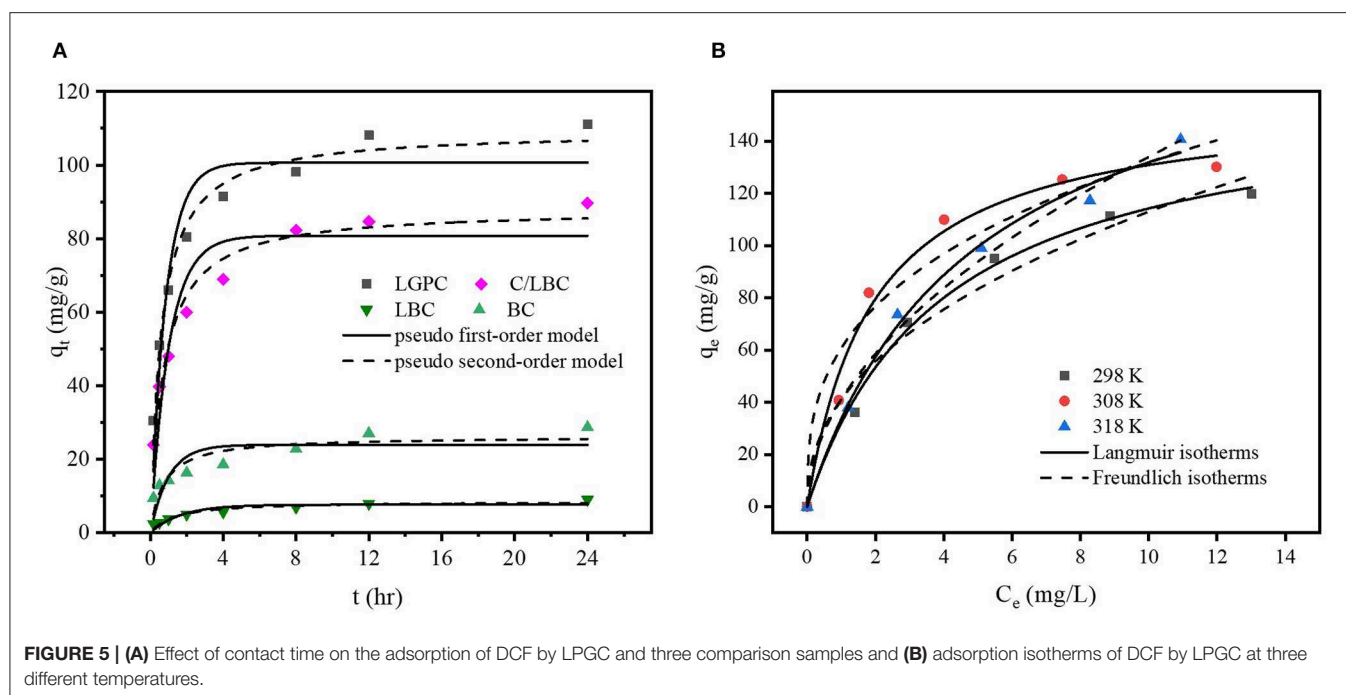 A
B
120
100
80
60
40
20
0
q_t (mg/g)
LGPC
C/LBC
LBC
BC
pseudo first-order model
pseudo second-order model
0 4 8 12 16 20 24
t (hr)
140
120
100
80
60
40
20
0
q_e (mg/g)
298 K
308 K
318 K
Langmuir isotherms
Freundlich isotherms
0 2 4 6 8 10 12 14
C_e (mg/L)
FIGURE 5 | (A) Effect of contact time on the adsorption of DCF by LPGC and three comparison samples and (B) adsorption isotherms of DCF by LPGC at three
different temperatures.